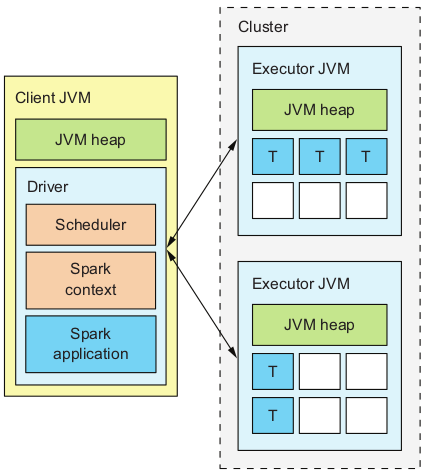 Cluster
Client JVM
JVM heap
Driver
Scheduler
Spark
context
Spark
application
Executor JVM
JVM heap
T T T
Executor JVM
JVM heap
T
T